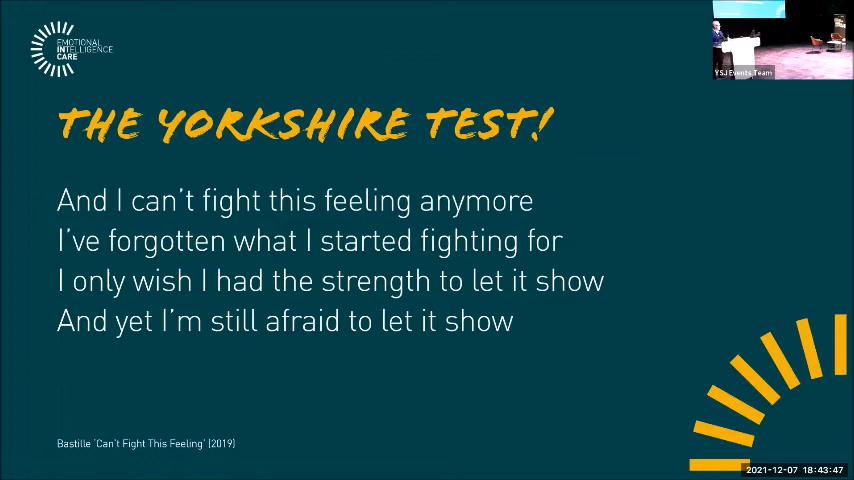 EMOTIONAL
INTELLIGENCE
CARE
YSJ Events Team
THE YORKSHIRE TEST!
And I can't fight this feeling anymore
I've forgotten what I started fighting for
I only wish I had the strength to let it show
And yet I'm still afraid to let it show
Bastille 'Can't Fight This Feeling' (2019)
2021-12-07 18:43:47